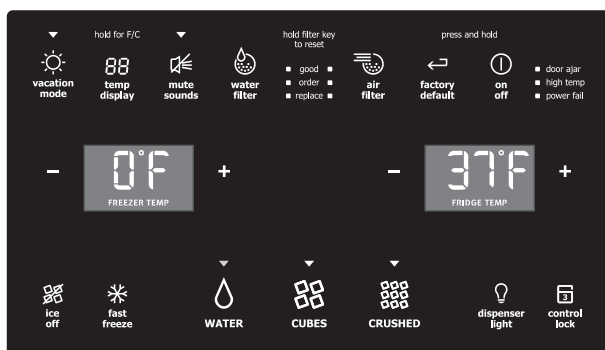 hold for F/C
hold filter key
to reset
press and hold
88
vacation
mode
temp
display
mute
sounds
water
filter
good
order
replace
air
filter
factory
default
on
off
door ajar
high temp
power fail
- 0°F +
FREEZER TEMP
- 37°F +
FRIDGE TEMP
ice
off
fast
freeze
WATER
CUBES
CRUSHED
dispenser
light
3
control
lock